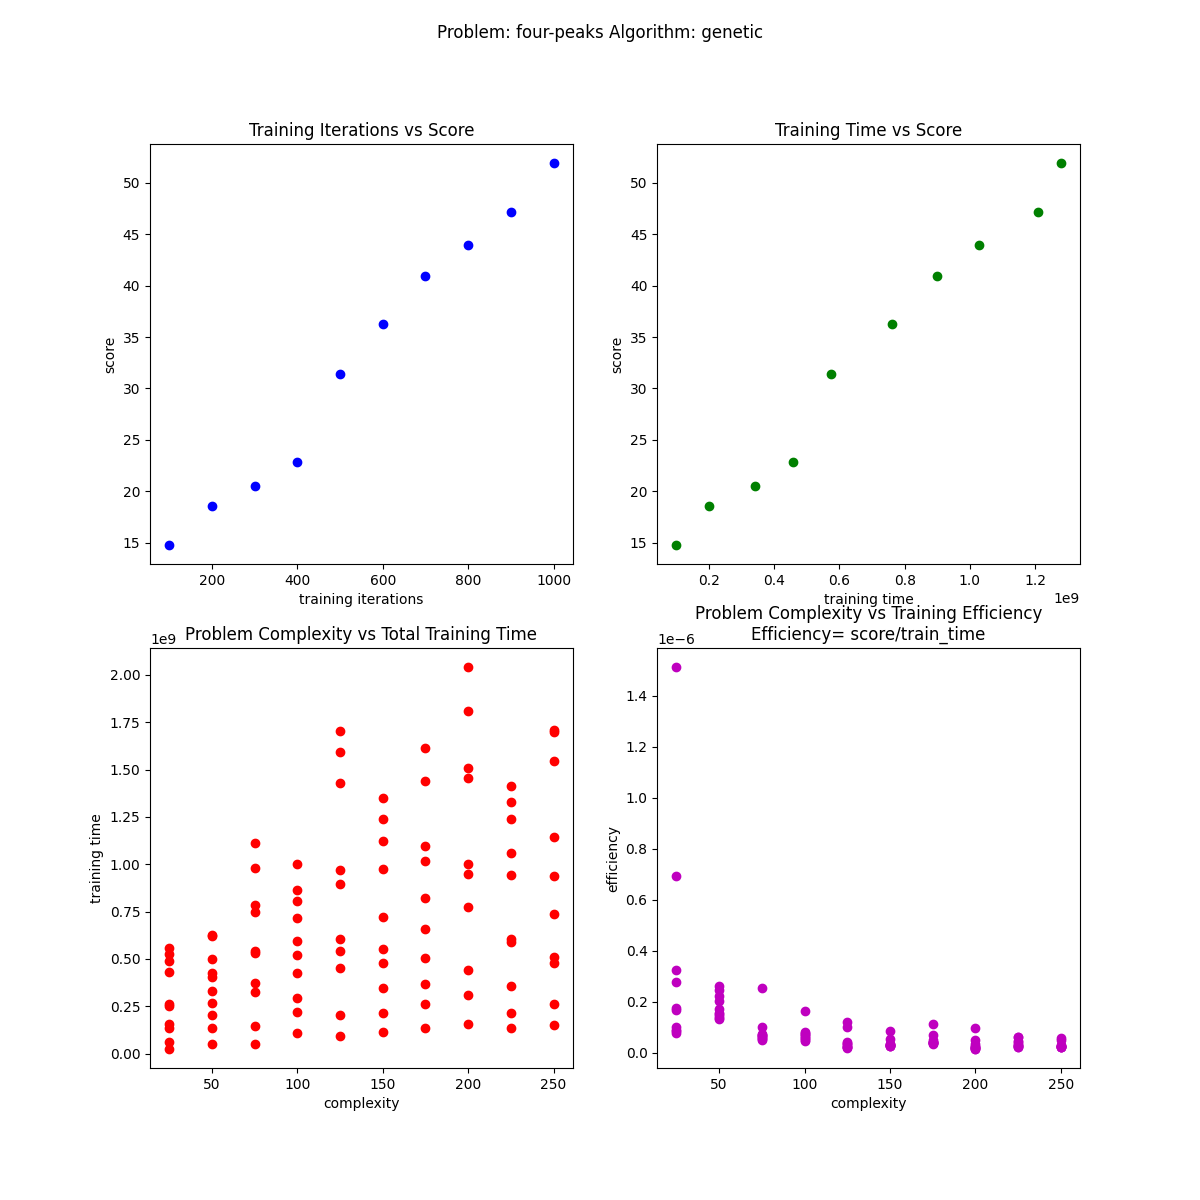 Problem: four-peaks Algorithm: genetic
Training Iterations vs Score
score
50
45
40
35
30
25
20
15
200 400 600 800 1000
training iterations
Training Time vs Score
score
50
45
40
35
30
25
20
15
0.2 0.4 0.6 0.8 1.0 1.2
training time
1e9
Problem Complexity vs Total Training Time
1e9
training time
2.00
1.75
1.50
1.25
1.00
0.75
0.50
0.25
0.00
50 100 150 200 250
complexity
Problem Complexity vs Training Efficiency
Efficiency= score/train_time
1e−6
efficiency
1.4
1.2
1.0
0.8
0.6
0.4
0.2
0.0
50 100 150 200 250
complexity